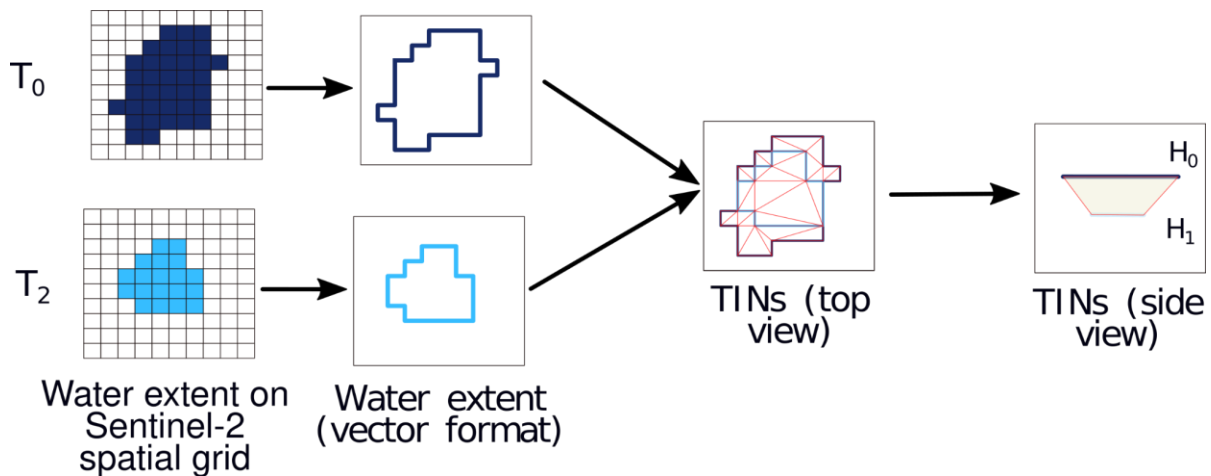 T0
T2
Water extent on
Sentinel-2
spatial grid
Water extent
(vector format)
TINs (top
view)
H0
H1
TINs (side
view)